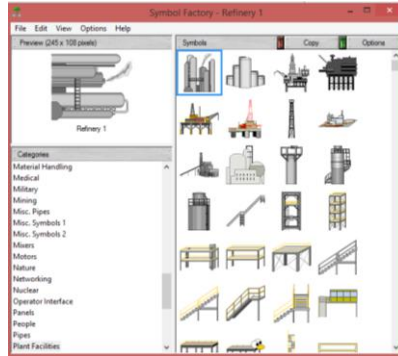 Symbol Factory - Refinery 1
File Edit View Options Help
Preview (245 x 108 pixels)
Refinery 1
Categories
Material Handling
Medical
Military
Mining
Misc. Pipes
Misc. Symbols 1
Misc. Symbols 2
Mixers
Motors
Nature
Networking
Nuclear
Operator Interface
Panels
People
Pipes
Plant Facilities
Symbols Copy Options